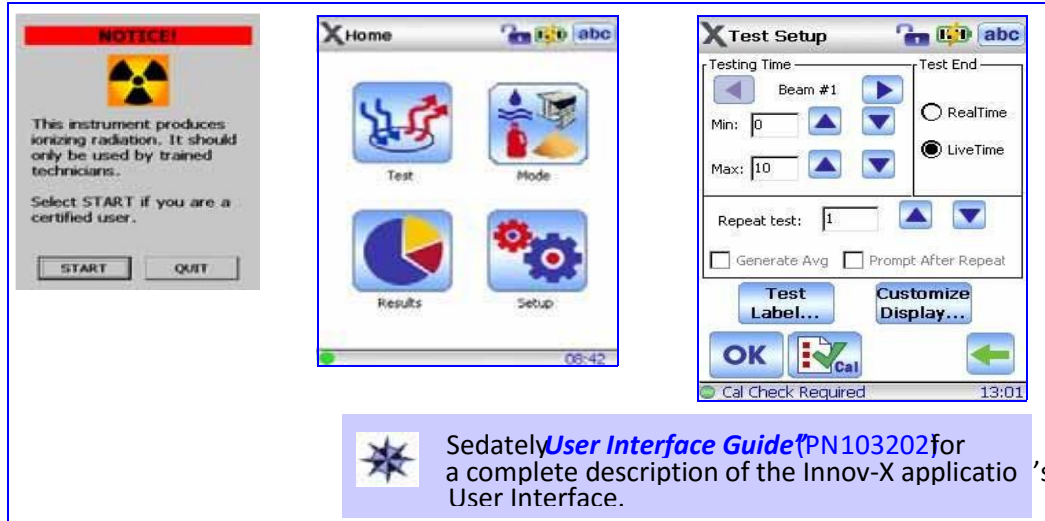 NOTICE!
This instrument produces
ionizing radiation. It should
only be used by trained
technicians.
Select START if you are a
certified user.
START
QUIT
Home
abc
Test
Mode
Results
Setup
08:42
Test Setup
abc
Testing Time
Beam #1
Min: 0
Max: 10
Test End
RealTime
LiveTime
Repeat test: 1
Generate Avg
Prompt After Repeat
Test
Label...
Customize
Display...
OK
Cal
Cal Check Required
13:01
Sedately User Interface Guide" (PN103202) for
a complete description of the Innov-X applicatio 's
User Interface.